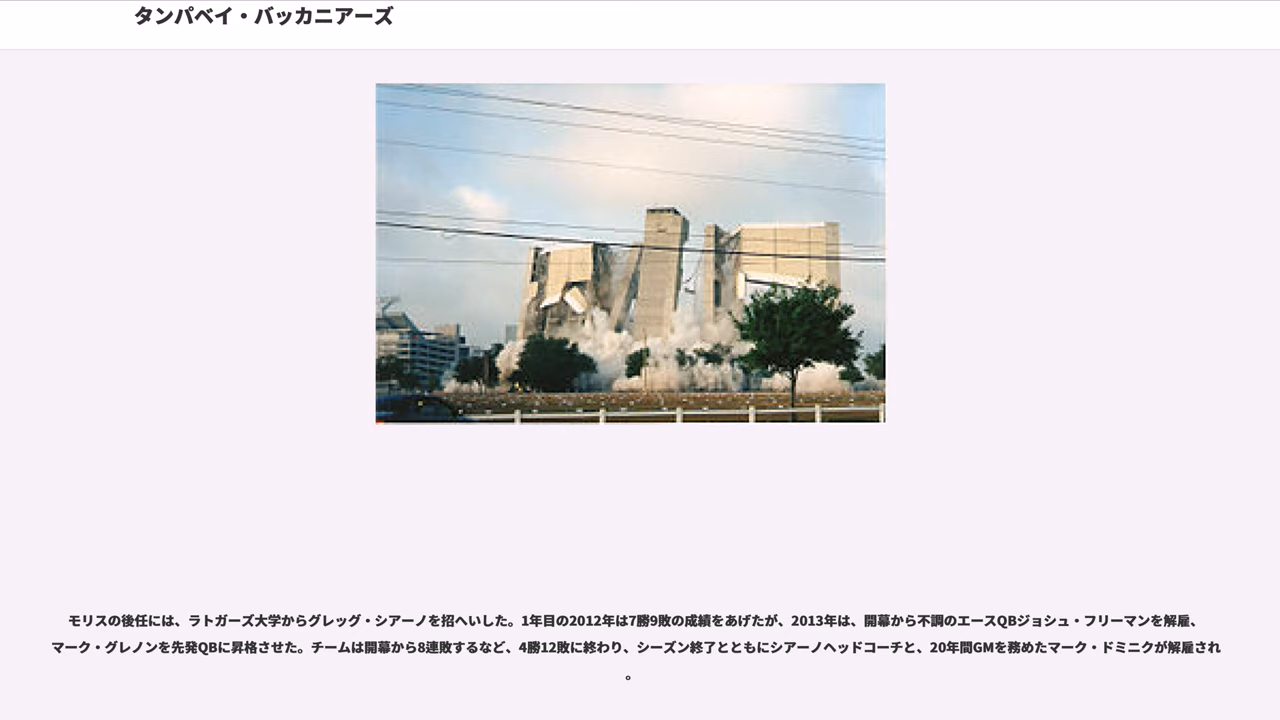 タンパベイ・バッカニアーズ
モリスの後任には、ラトガーズ大学からグレッグ・シアーノを招へいした。1年目の2012年は7勝9敗の成績をあげたが、2013年は、開幕から不調のエースQBジョシュ・フリーマンを解雇、
マーク・グレノンを先発QBに昇格させた。チームは開幕から8連敗するなど、4勝12敗に終わり、シーズン終了とともにシアーノヘッドコーチと、20年間GMを務めたマーク・ドミニクが解雇され
。